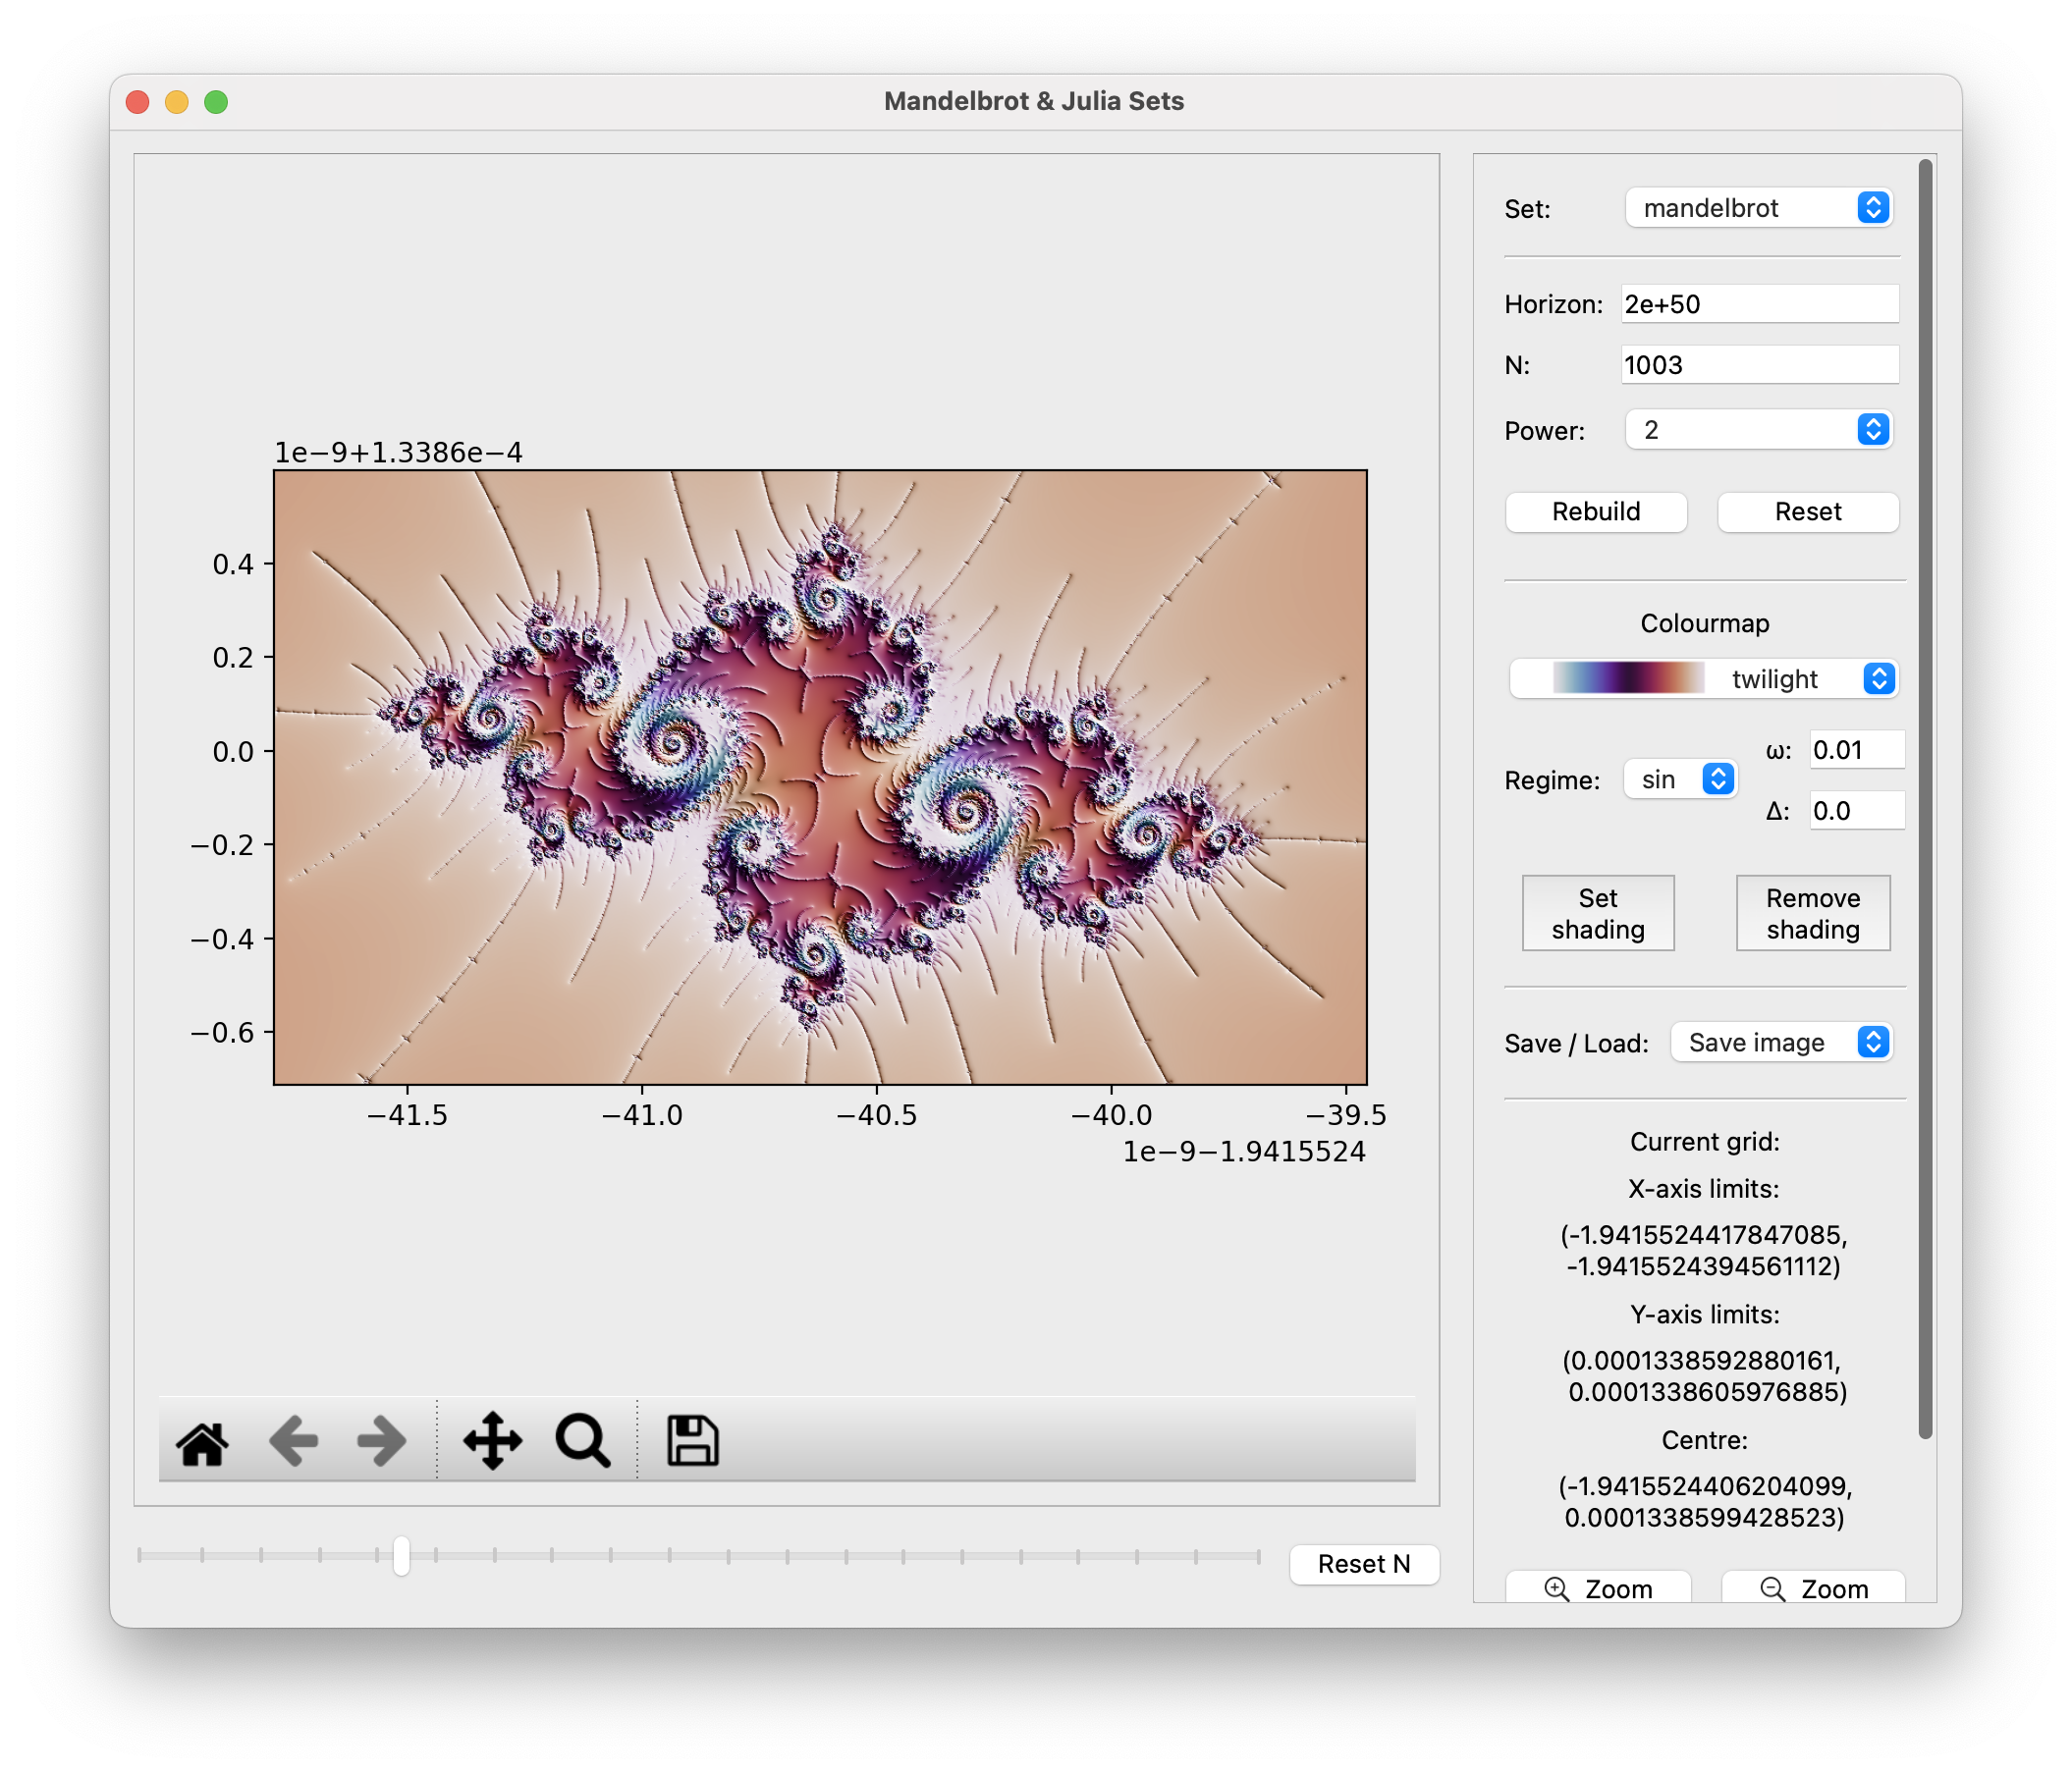 Mandelbrot & Julia Sets
1e−9+1.3386e−4
0.4
0.2
0.0
−0.2
−0.4
−0.6
−41.5 −41.0 −40.5 −40.0 −39.5
1e−9−1.9415524
Reset N
Set: mandelbrot
Horizon: 2e+50
N: 1003
Power: 2
Rebuild Reset
Colourmap
twilight
Regime: sin
ω: 0.01
Δ: 0.0
Set
shading
Remove
shading
Save / Load: Save image
Current grid:
X-axis limits:
(-1.9415524417847085,
-1.9415524394561112)
Y-axis limits:
(0.0001338592880161,
0.0001338605976885)
Centre:
(-1.9415524406204099,
0.0001338599428523)
Zoom Zoom